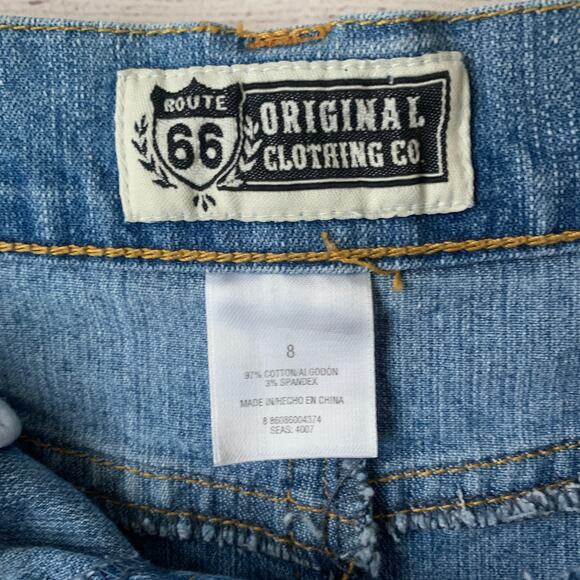 ROUTE
66
ORIGINAL
CLOTHING CO.
8
97% COTTON/ALGODÓN
3% SPANDEX
MADE IN/HECHO EN CHINA
8 86086004374
SEAS: 4007